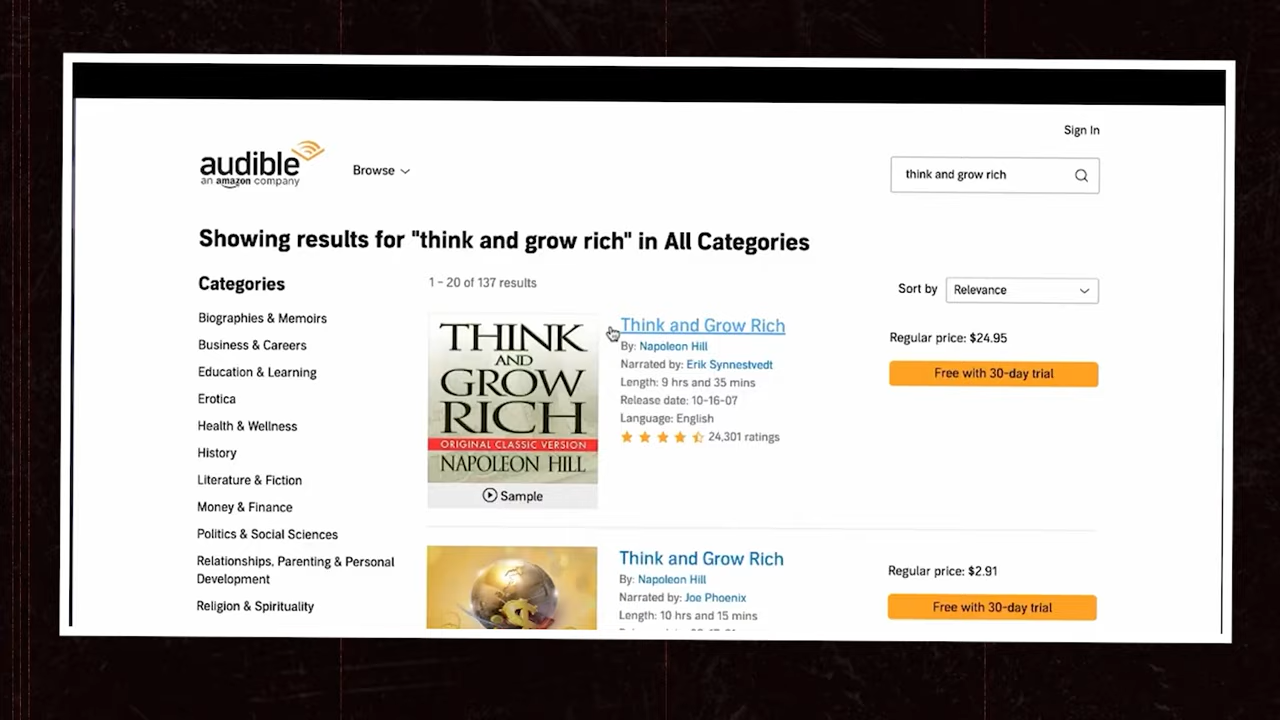 Sign In
audible
an amazon company
Browse
think and grow rich
Showing results for "think and grow rich" in All Categories
Categories
Biographies & Memoirs
Business & Careers
Education & Learning
Erotica
Health & Wellness
History
Literature & Fiction
Money & Finance
Politics & Social Sciences
Relationships, Parenting & Personal
Development
Religion & Spirituality
1 - 20 of 137 results
Sort by
Relevance
THINK
AND
GROW
RICH
ORIGINAL CLASSIC VERSION
NAPOLEON HILL
Sample
Think and Grow Rich
By: Napoleon Hill
Narrated by: Erik Synnestvedt
Length: 9 hrs and 35 mins
Release date: 10-16-07
Language: English
24,301 ratings
Regular price: $24.95
Free with 30-day trial
Think and Grow Rich
By: Napoleon Hill
Narrated by: Joe Phoenix
Length: 10 hrs and 15 mins
Regular price: $2.91
Free with 30-day trial